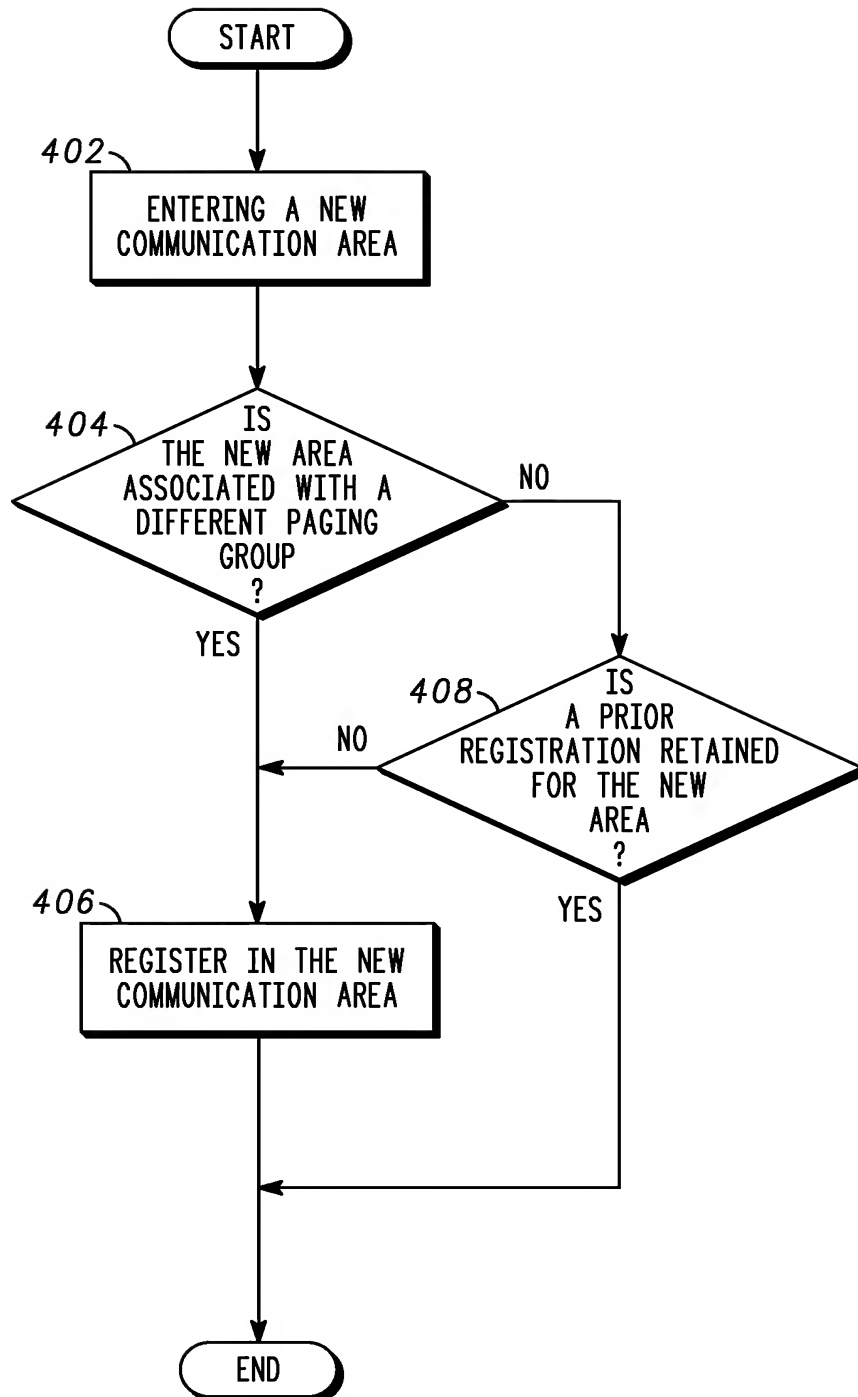 START
402
ENTERING A NEW
COMMUNICATION AREA
404
IS
THE NEW AREA
ASSOCIATED WITH A
DIFFERENT PAGING
GROUP
?
NO
YES
408
IS
A PRIOR
REGISTRATION RETAINED
FOR THE NEW
AREA
?
NO
YES
406
REGISTER IN THE NEW
COMMUNICATION AREA
END